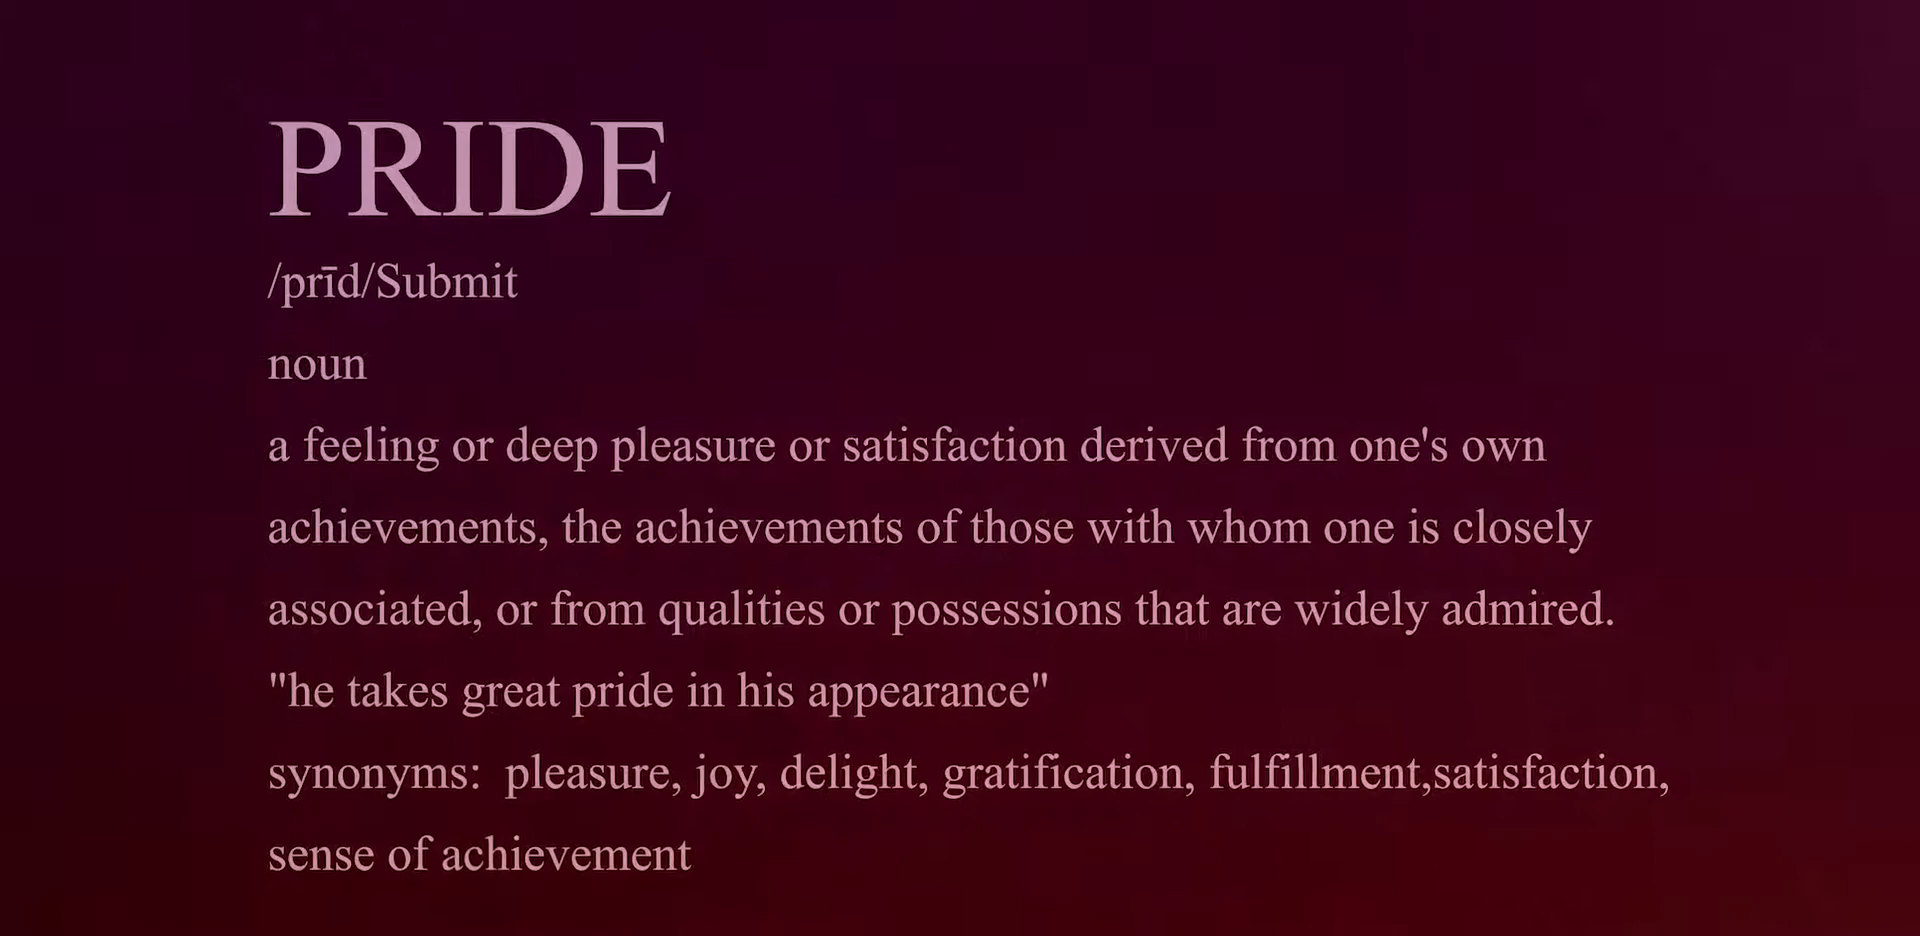 PRIDE
/prīd/Submit
noun
a feeling or deep pleasure or satisfaction derived from one's own
achievements, the achievements of those with whom one is closely
associated, or from qualities or possessions that are widely admired.
"he takes great pride in his appearance"
synonyms:  pleasure, joy, delight, gratification, fulfillment,satisfaction,
sense of achievement